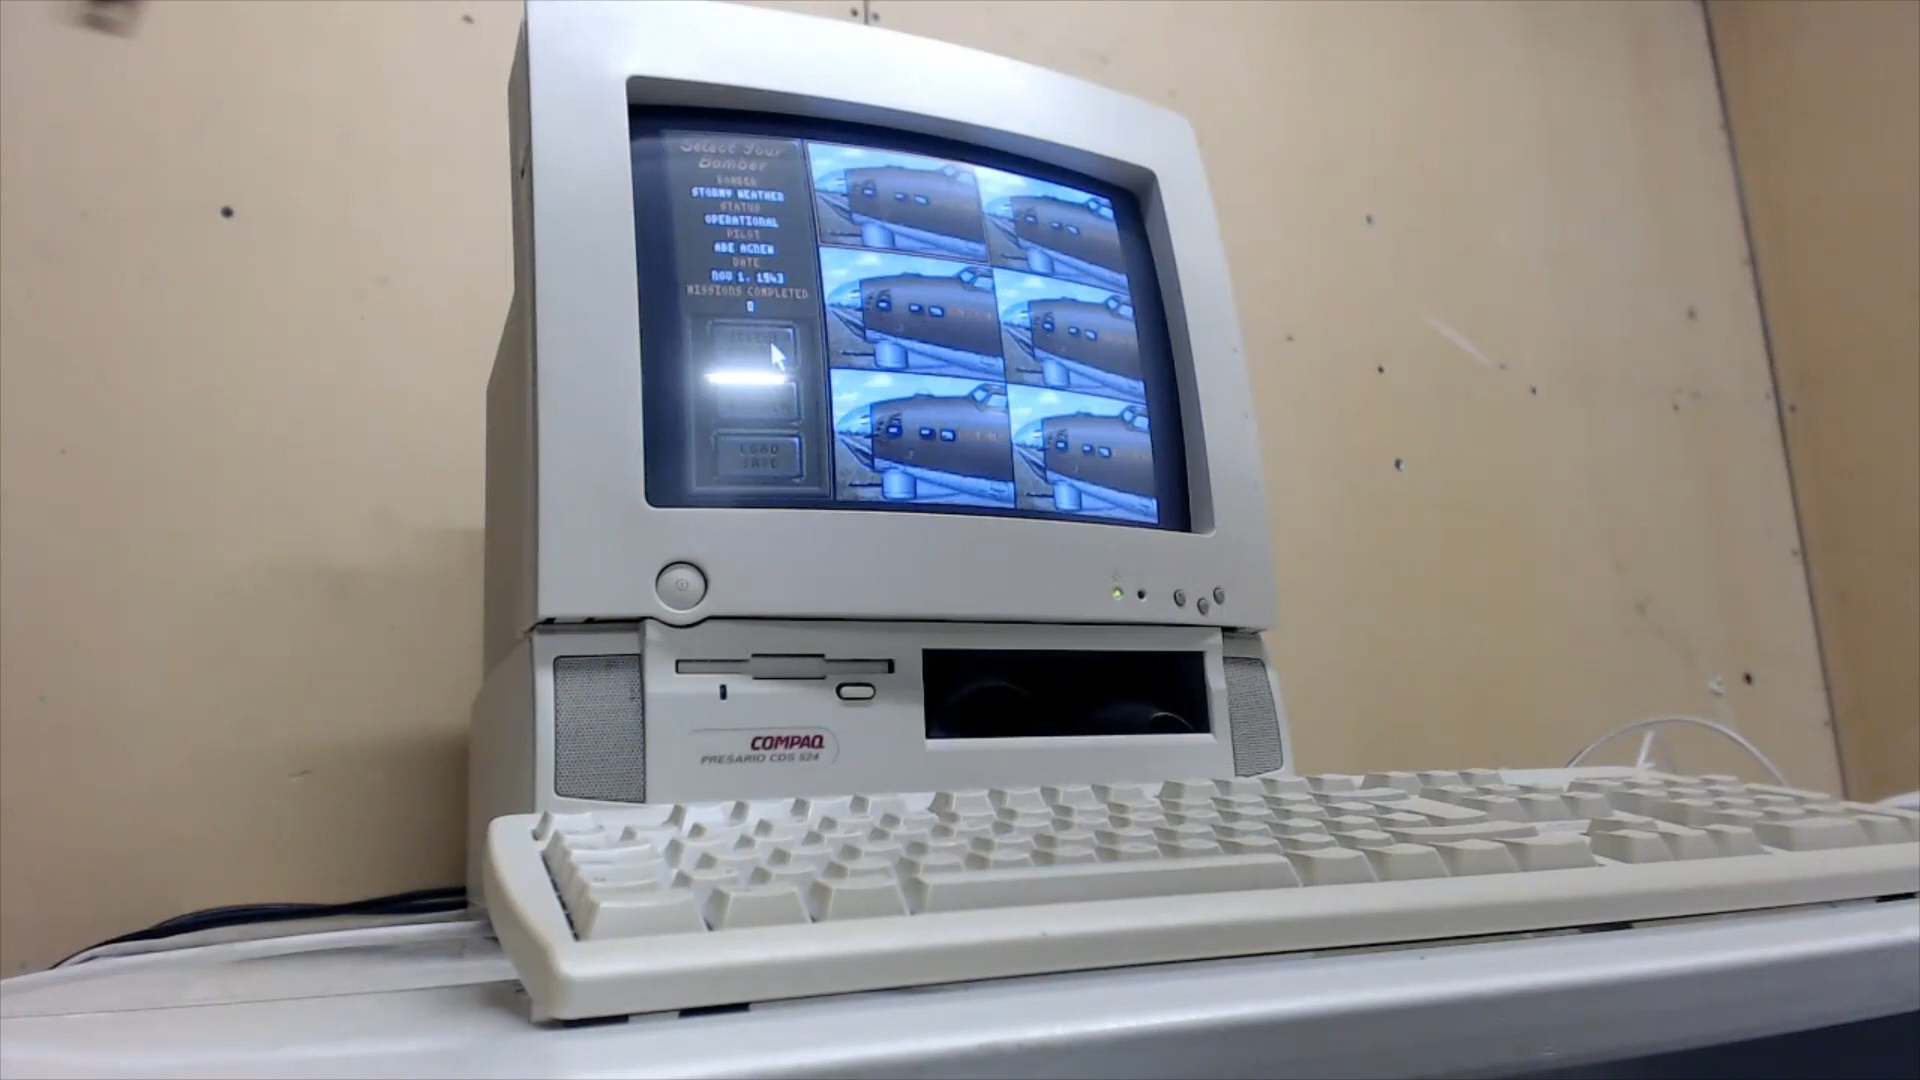 Select Your
Bomber
BOMBER
STORMY WEATHER
STATUS
OPERATIONAL
PILOT
ABE AGNEW
DATE
NOV 1, 1943
MISSIONS COMPLETED
0
SELECT
LOAD
SAVE
COMPAQ
PRESARIO CDS 524